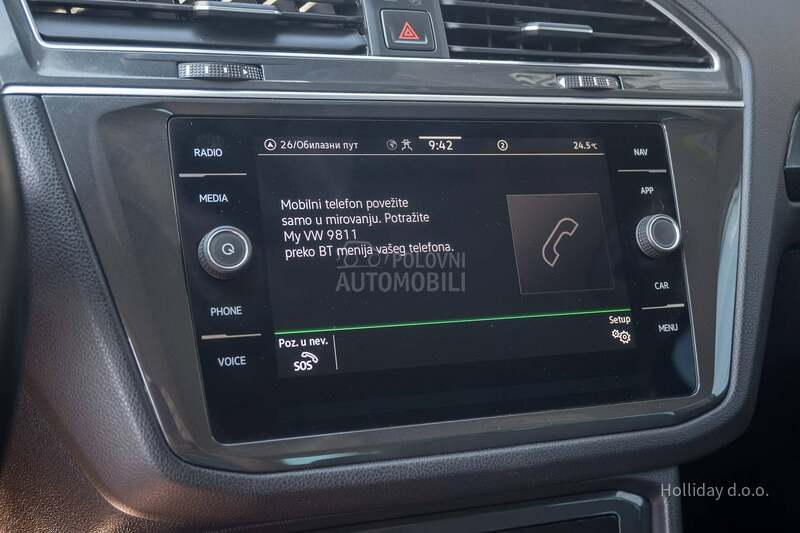 RADIO
MEDIA
PHONE
VOICE
26/Обилазни пут
9:42
2
24.5°C
Mobilni telefon povežite
samo u mirovanju. Potražite
My VW 9811
preko BT menija vašeg telefona.
POLOVNI
AUTOMOBILI
Poz. u nev.
SOS
Setup
NAV
APP
CAR
MENU
Holliday d.o.o.